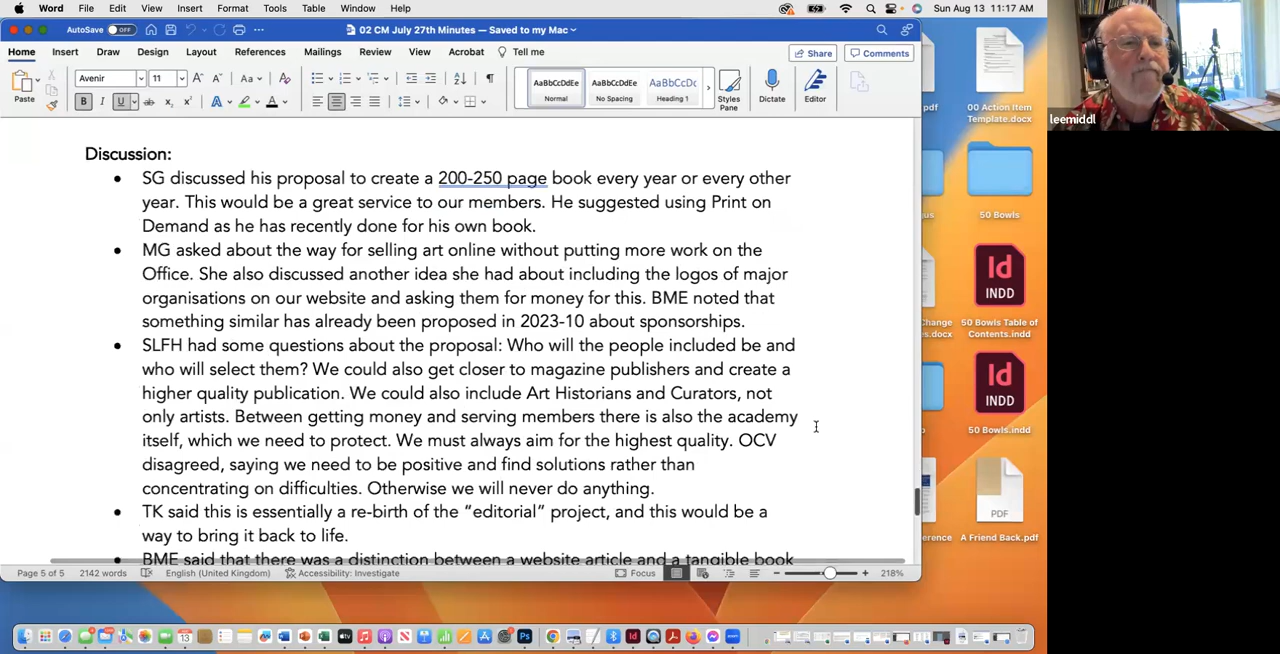 Word File Edit View Insert Format Tools Table Window Help Sun Aug 13 11:17 AM
AutoSave OFF 02 CM July 27th Minutes — Saved to my Mac
Home Insert Draw Design Layout References Mailings Review View Acrobat Tell me Share Comments
Paste Avenir 11 Aa
B I U ab x₂ x² A A
AaBbCcDdEe AaBbCcDdEe AaBbCcDc
Normal No Spacing Heading 1
Styles Pane Dictate Editor
Discussion:
• SG discussed his proposal to create a 200-250 page book every year or every other
year. This would be a great service to our members. He suggested using Print on
Demand as he has recently done for his own book.
• MG asked about the way for selling art online without putting more work on the
Office. She also discussed another idea she had about including the logos of major
organisations on our website and asking them for money for this. BME noted that
something similar has already been proposed in 2023-10 about sponsorships.
• SLFH had some questions about the proposal: Who will the people included be and
who will select them? We could also get closer to magazine publishers and create a
higher quality publication. We could also include Art Historians and Curators, not
only artists. Between getting money and serving members there is also the academy
itself, which we need to protect. We must always aim for the highest quality. OCV
disagreed, saying we need to be positive and find solutions rather than
concentrating on difficulties. Otherwise we will never do anything.
• TK said this is essentially a re-birth of the “editorial” project, and this would be a
way to bring it back to life.
• BME said that there was a distinction between a website article and a tangible book
Page 5 of 5 2142 words English (United Kingdom) Accessibility: Investigate Focus 218%
pdf
00 Action Item
Template.docx
50 Bowls
Id
INDD
Change
es.docx
50 Bowls Table of
Contents.indd
Id
INDD
50 Bowls.indd
PDF
erence
A Friend Back.pdf
leemiddl